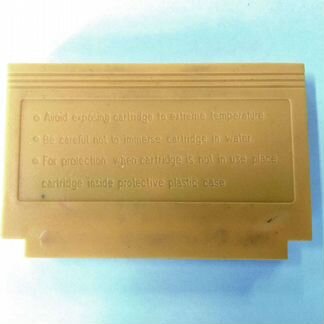 Avoid exposing cartridge to extreme temperature
Be careful not to immerse cartridge in water.
For protection when cartridge is not in use place
cartridge inside protective plastic case